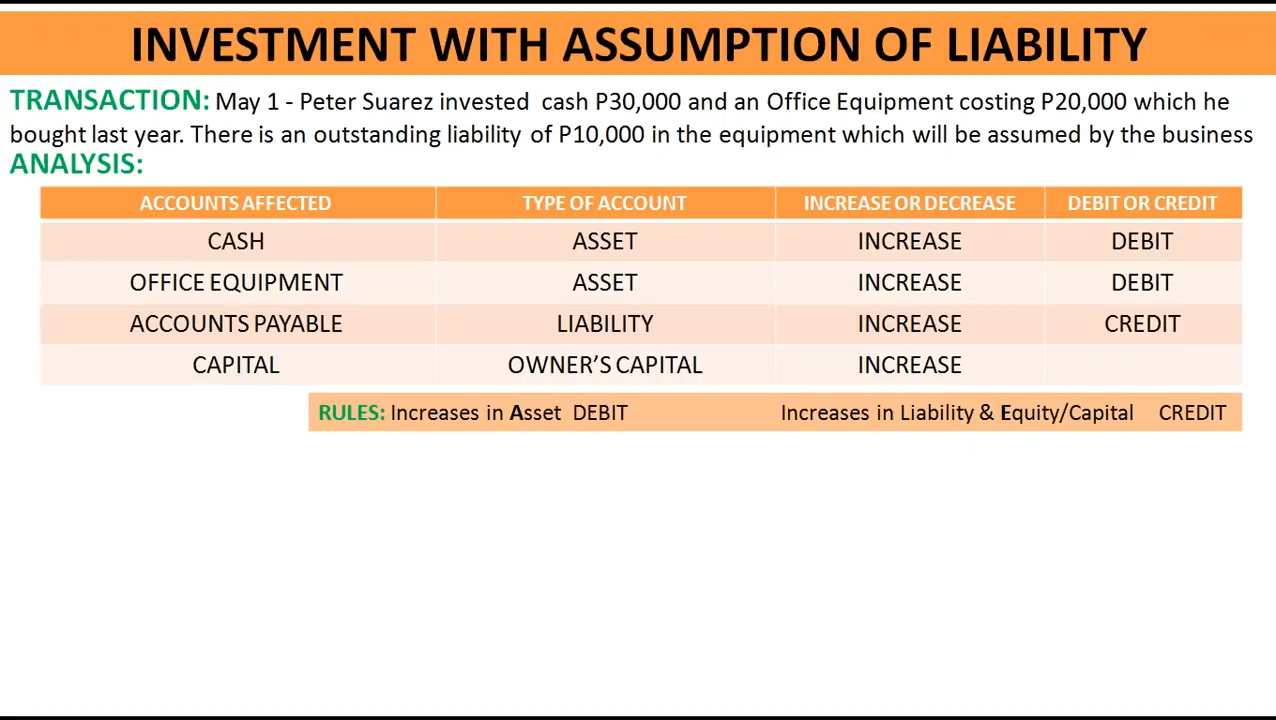 INVESTMENT WITH ASSUMPTION OF LIABILITY
TRANSACTION: May 1 - Peter Suarez invested cash P30,000 and an Office Equipment costing P20,000 which he
bought last year. There is an outstanding liability of P10,000 in the equipment which will be assumed by the business
ANALYSIS:
ACCOUNTS AFFECTED TYPE OF ACCOUNT INCREASE OR DECREASE DEBIT OR CREDIT
CASH ASSET INCREASE DEBIT
OFFICE EQUIPMENT ASSET INCREASE DEBIT
ACCOUNTS PAYABLE LIABILITY INCREASE CREDIT
CAPITAL OWNER’S CAPITAL INCREASE
RULES: Increases in Asset DEBIT Increases in Liability & Equity/Capital CREDIT